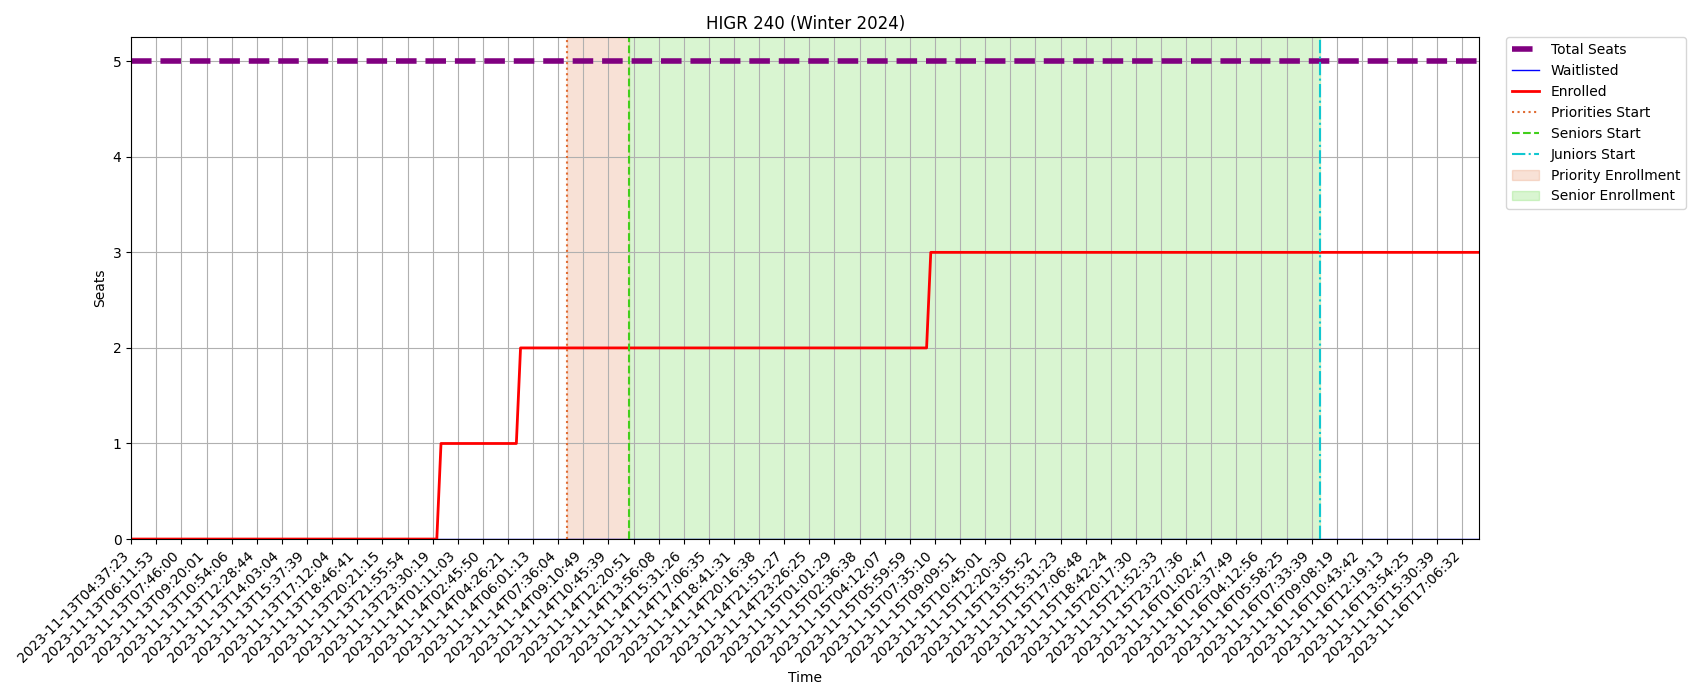 HIGR 240 (Winter 2024)
Total Seats
Waitlisted
Enrolled
Priorities Start
Seniors Start
Juniors Start
Priority Enrollment
Senior Enrollment
Seats
5
4
3
2
1
0
2023-11-13T04:37:23
2023-11-13T06:11:53
2023-11-13T07:46:00
2023-11-13T09:20:01
2023-11-13T10:54:06
2023-11-13T12:28:44
2023-11-13T14:03:04
2023-11-13T15:37:39
2023-11-13T17:12:04
2023-11-13T18:46:41
2023-11-13T20:21:15
2023-11-13T21:55:54
2023-11-13T23:30:19
2023-11-14T01:11:03
2023-11-14T02:45:50
2023-11-14T04:26:21
2023-11-14T06:01:13
2023-11-14T07:36:04
2023-11-14T09:10:49
2023-11-14T10:45:39
2023-11-14T12:20:51
2023-11-14T13:56:08
2023-11-14T15:31:26
2023-11-14T17:06:35
2023-11-14T18:41:31
2023-11-14T20:16:38
2023-11-14T21:51:27
2023-11-14T23:26:25
2023-11-15T01:01:29
2023-11-15T02:36:38
2023-11-15T04:12:07
2023-11-15T05:59:59
2023-11-15T07:35:10
2023-11-15T09:09:51
2023-11-15T10:45:01
2023-11-15T12:20:30
2023-11-15T13:55:52
2023-11-15T15:31:23
2023-11-15T17:06:48
2023-11-15T18:42:24
2023-11-15T20:17:30
2023-11-15T21:52:33
2023-11-15T23:27:36
2023-11-16T01:02:47
2023-11-16T02:37:49
2023-11-16T04:12:56
2023-11-16T05:58:25
2023-11-16T07:33:39
2023-11-16T09:08:19
2023-11-16T10:43:42
2023-11-16T12:19:13
2023-11-16T13:54:25
2023-11-16T15:30:39
2023-11-16T17:06:32
Time